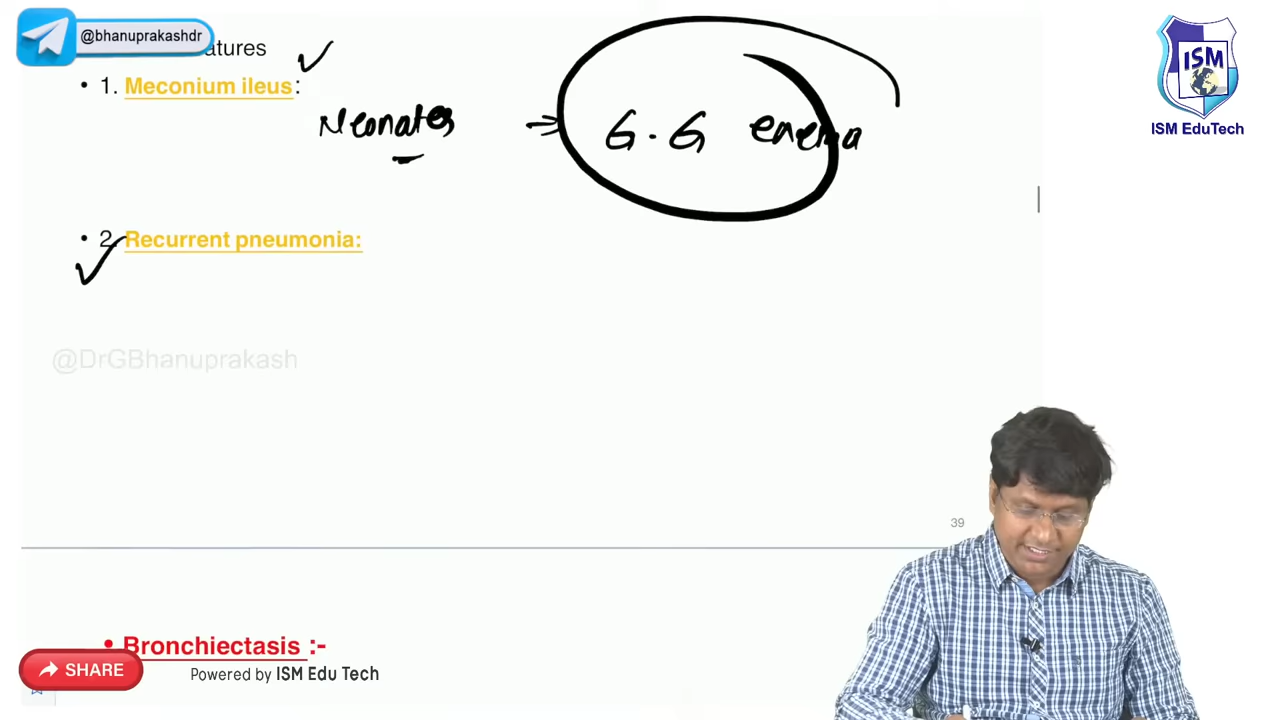 @bhanuprakashdr
atures
• 1. Meconium ileus:
Neonates → G.G enema
• 2. Recurrent pneumonia:
@DrGBhanuprakash
39
• Bronchiectasis :-
SHARE
Powered by ISM Edu Tech
ISM
ISM EduTech